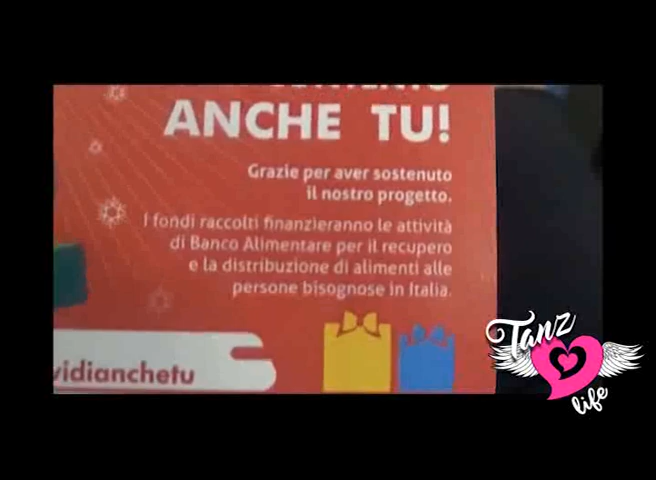 ANCHE TU!
Grazie per aver sostenuto
il nostro progetto.
I fondi raccolti finanzieranno le attività
di Banco Alimentare per il recupero
e la distribuzione di alimenti alle
persone bisognose in Italia.
vidianchetu
Tanz
life